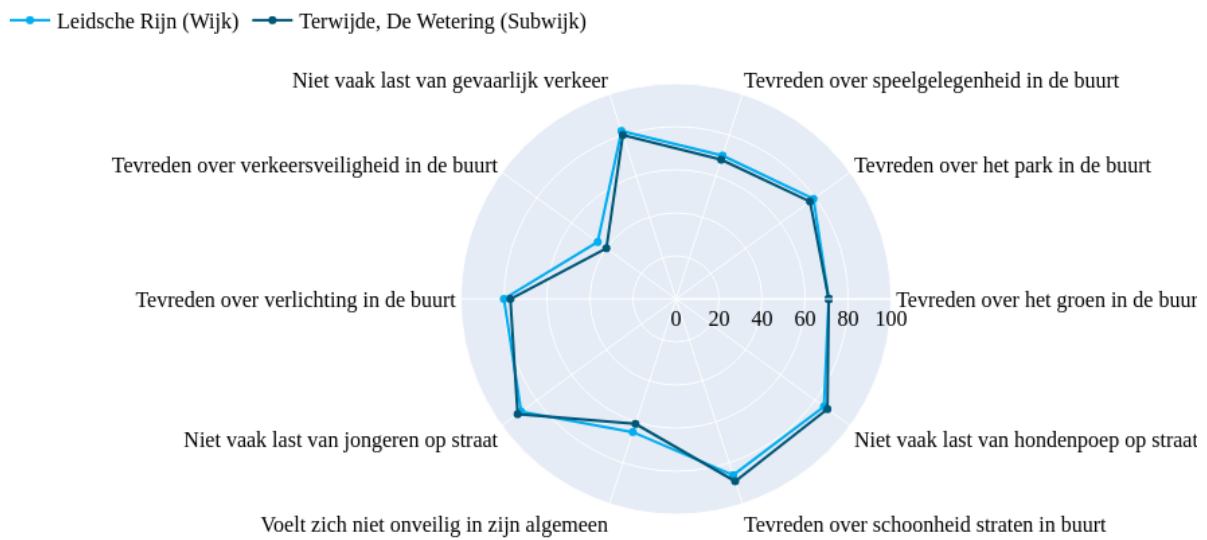 Leidsche Rijn (Wijk) Terwijde, De Wetering (Subwijk)
Niet vaak last van gevaarlijk verkeer Tevreden over speelgelegenheid in de buurt
Tevreden over verkeersveiligheid in de buurt Tevreden over het park in de buurt
Tevreden over verlichting in de buurt Tevreden over het groen in de buur
0 20 40 60 80 100
Niet vaak last van jongeren op straat Niet vaak last van hondenpoep op straat
Voelt zich niet onveilig in zijn algemeen Tevreden over schoonheid straten in buurt